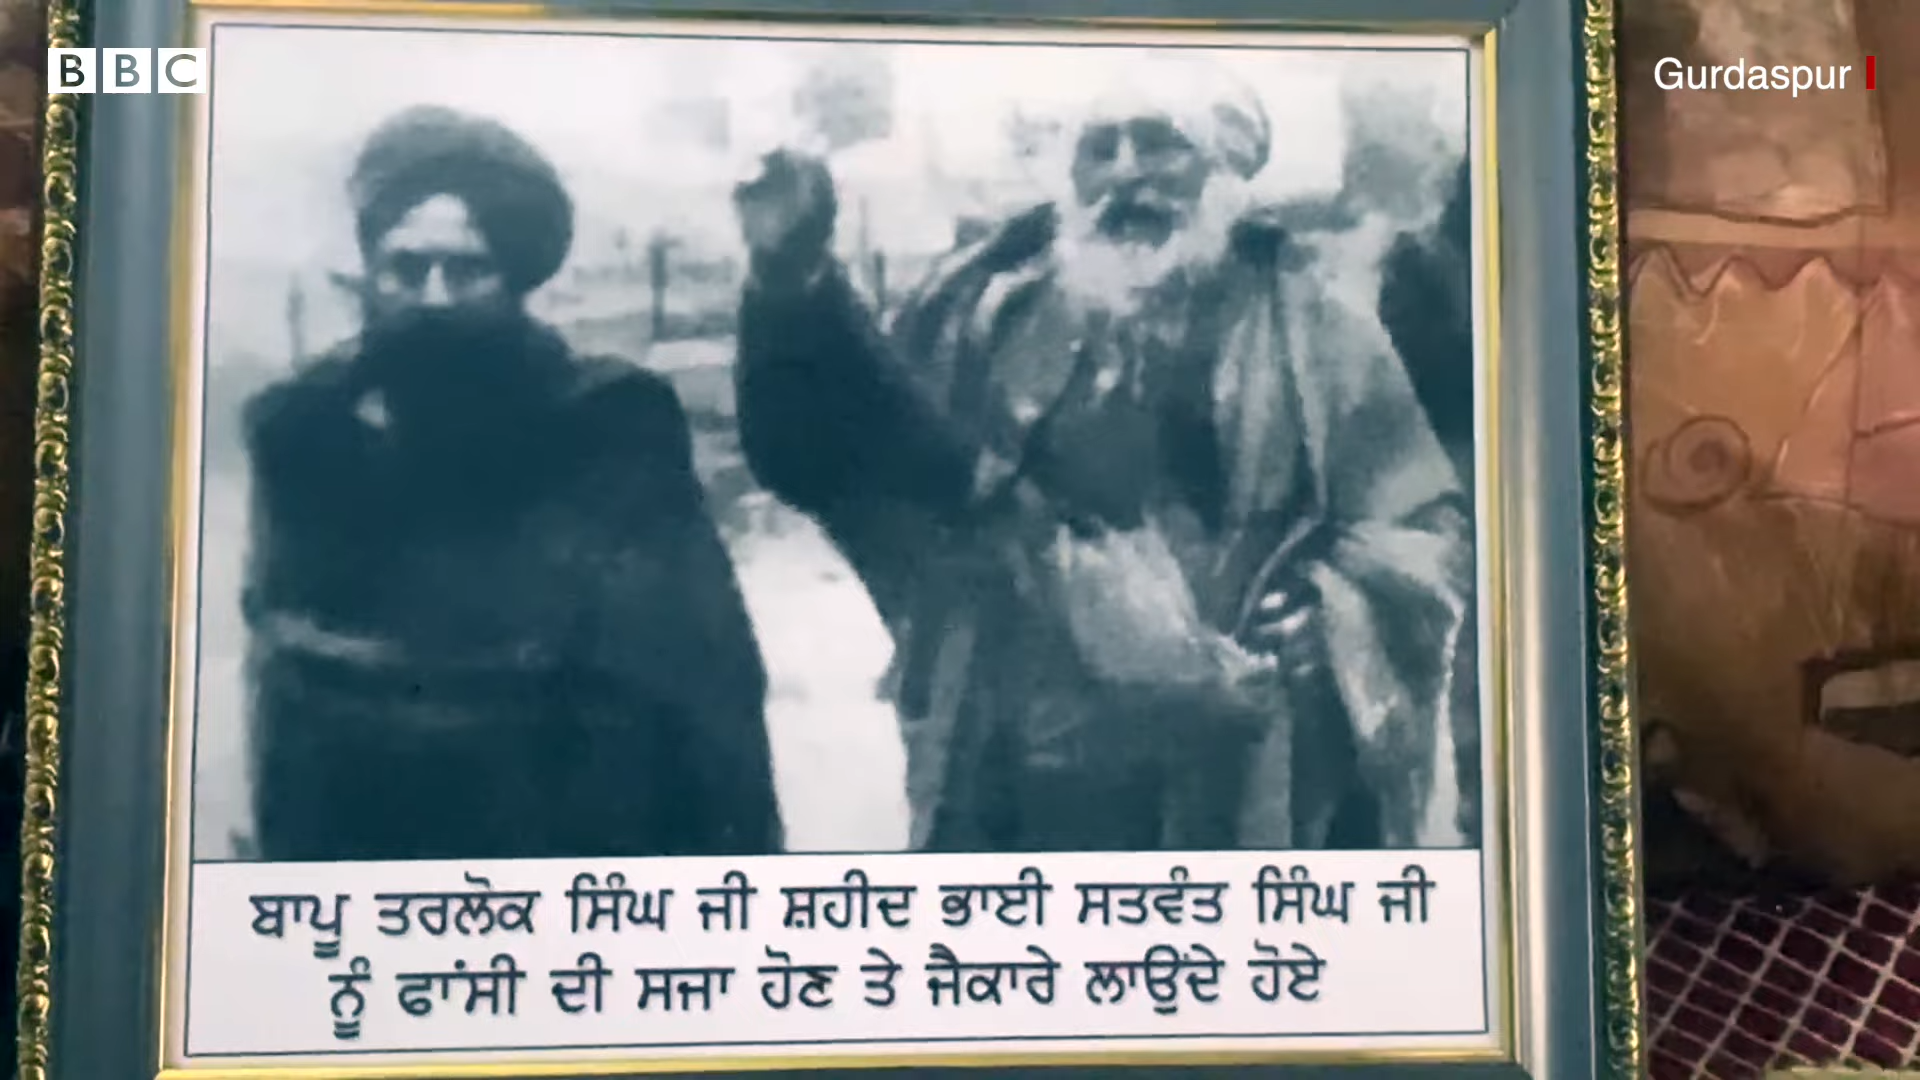 BBC
Gurdaspur
ਬਾਪੂ ਤਰਲੋਕ ਸਿੰਘ ਜੀ ਸ਼ਹੀਦ ਭਾਈ ਸਤਵੰਤ ਸਿੰਘ ਜੀ
ਨੂੰ ਫਾਂਸੀ ਦੀ ਸਜਾ ਹੋਣ ਤੇ ਜੈਕਾਰੇ ਲਾਉਂਦੇ ਹੋਏ